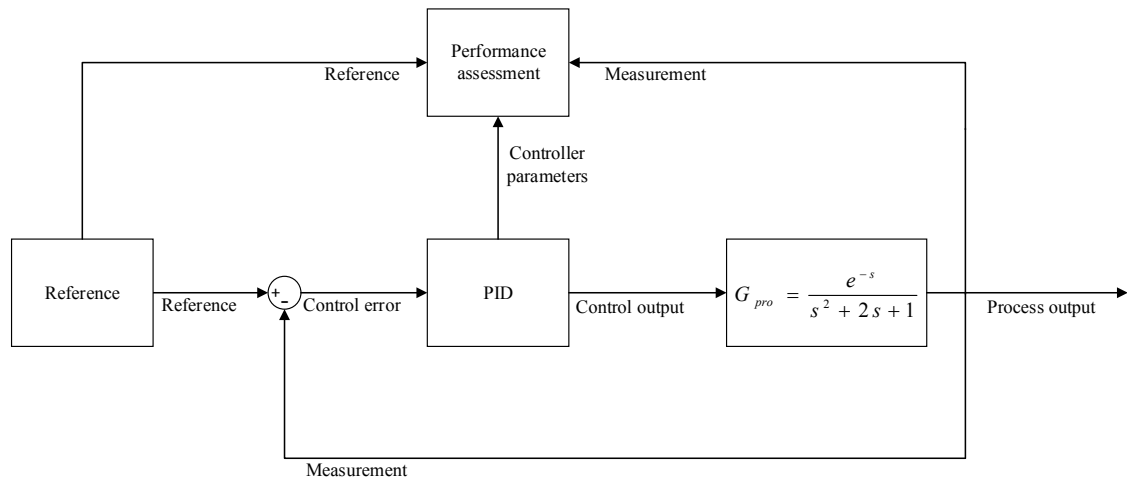 Performance
assessment
Reference
Measurement
Controller
parameters
Reference
Reference
+
-
Control error
PID
Control output
G pro = e^{-s} / (s^2 + 2s + 1)
Process output
Measurement